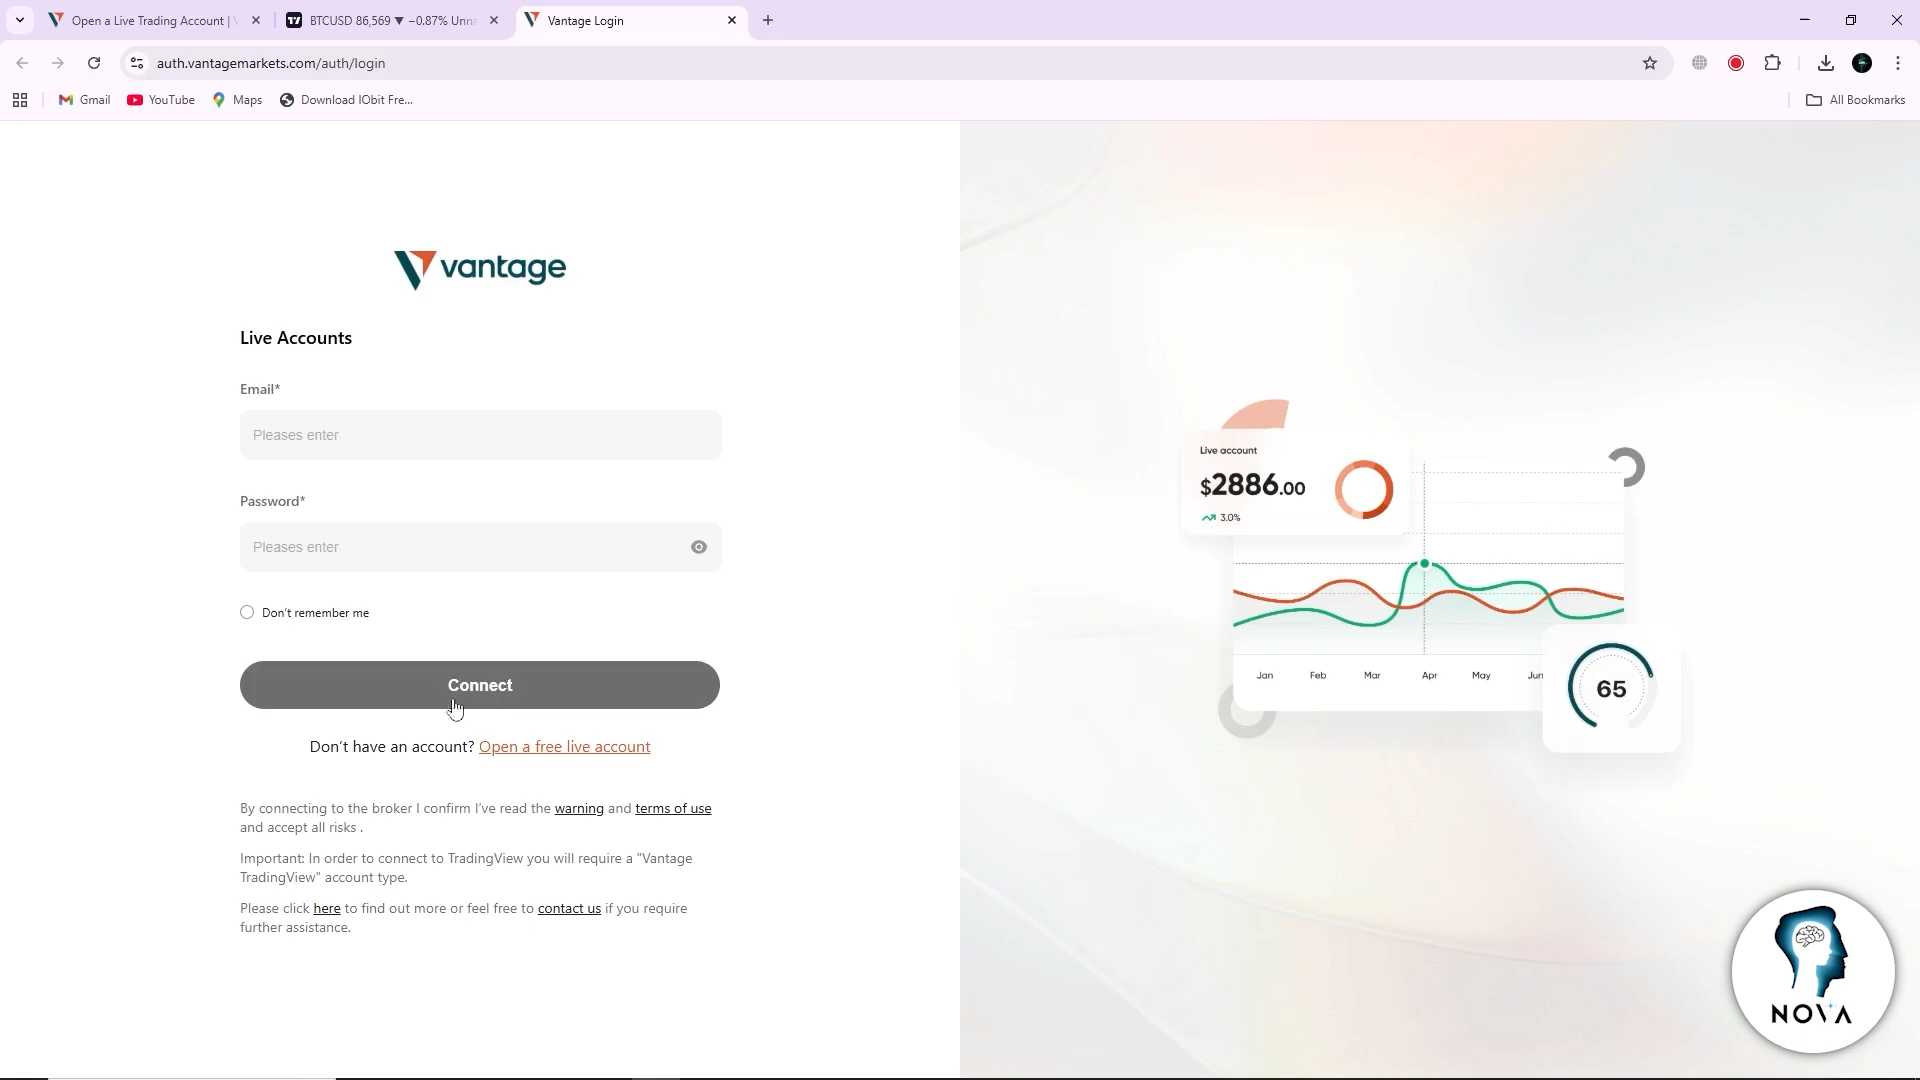 Open a Live Trading Account |
BTCUSD 86,569 ▼ −0.87% Unna
Vantage Login
auth.vantagemarkets.com/auth/login
Gmail
YouTube
Maps
Download IObit Fre...
All Bookmarks
vantage
Live Accounts
Email*
Pleases enter
Password*
Pleases enter
Don't remember me
Connect
Don't have an account? Open a free live account
By connecting to the broker I confirm I've read the warning and terms of use
and accept all risks .
Important: In order to connect to TradingView you will require a "Vantage
TradingView" account type.
Please click here to find out more or feel free to contact us if you require
further assistance.
Live account
$2886.00
3.0%
Jan Feb Mar Apr May Jun
65
NOVA